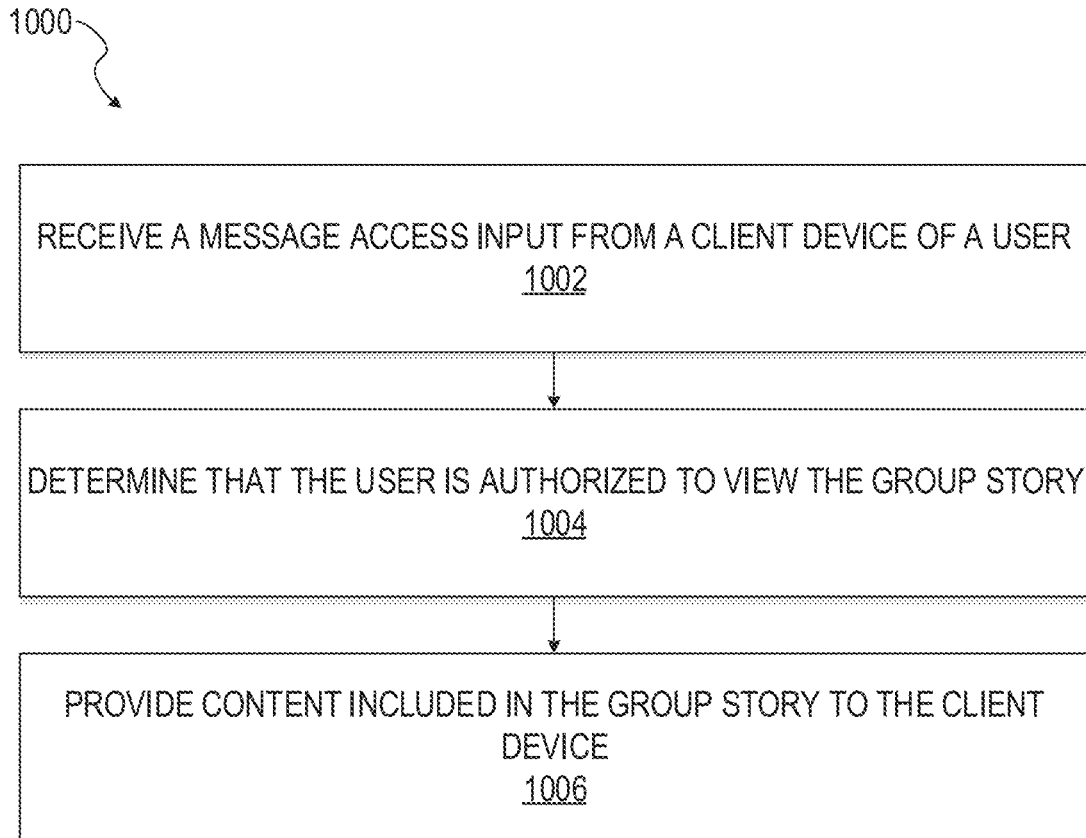 1000
RECEIVE A MESSAGE ACCESS INPUT FROM A CLIENT DEVICE OF A USER
1002
DETERMINE THAT THE USER IS AUTHORIZED TO VIEW THE GROUP STORY
1004
PROVIDE CONTENT INCLUDED IN THE GROUP STORY TO THE CLIENT
DEVICE
1006